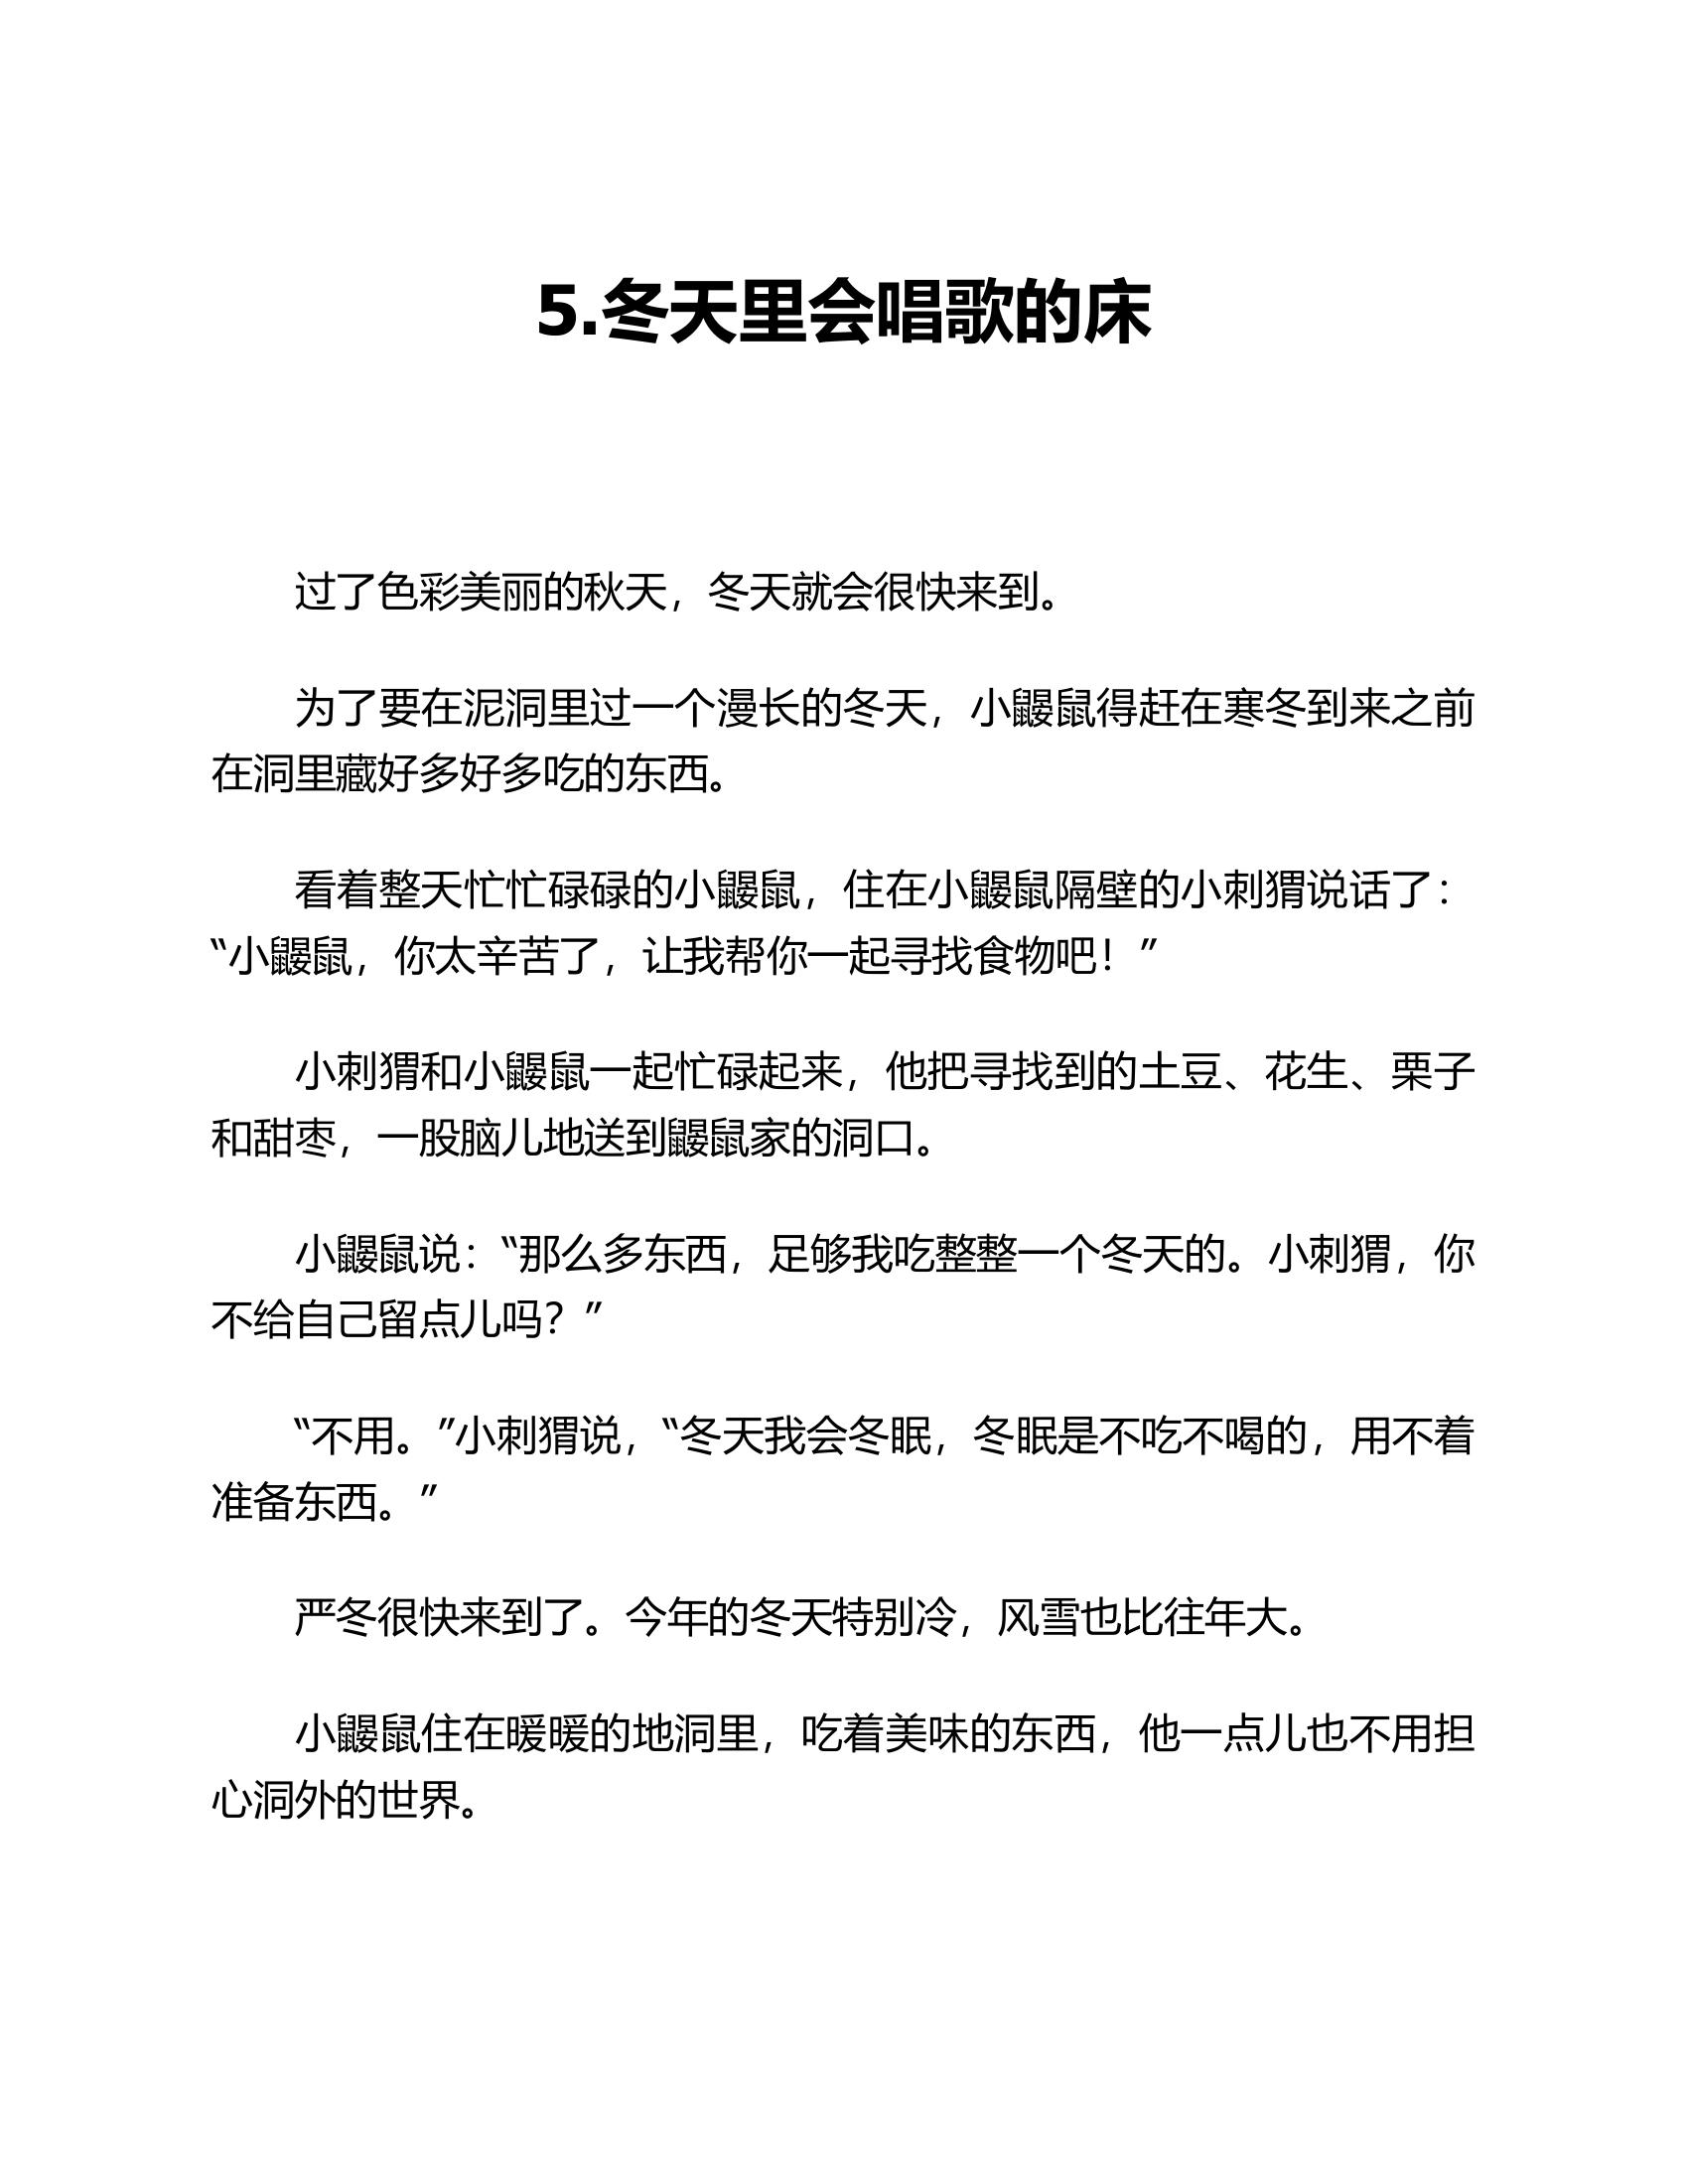 5.冬天里会唱歌的床
过了色彩美丽的秋天，冬天就会很快来到。
为了要在泥洞里过一个漫长的冬天，小鼹鼠得赶在寒冬到来之前
在洞里藏好多好多吃的东西。
看着整天忙忙碌碌的小鼹鼠，住在小鼹鼠隔壁的小刺猬说话了：
“小鼹鼠，你太辛苦了，让我帮你一起寻找食物吧！”
小刺猬和小鼹鼠一起忙碌起来，他把寻找到的土豆、花生、栗子
和甜枣，一股脑儿地送到鼹鼠家的洞口。
小鼹鼠说：“那么多东西，足够我吃整整一个冬天的。小刺猬，你
不给自己留点儿吗？”
“不用。”小刺猬说，“冬天我会冬眠，冬眠是不吃不喝的，用不着
准备东西。”
严冬很快来到了。今年的冬天特别冷，风雪也比往年大。
小鼹鼠住在暖暖的地洞里，吃着美味的东西，他一点儿也不用担
心洞外的世界。